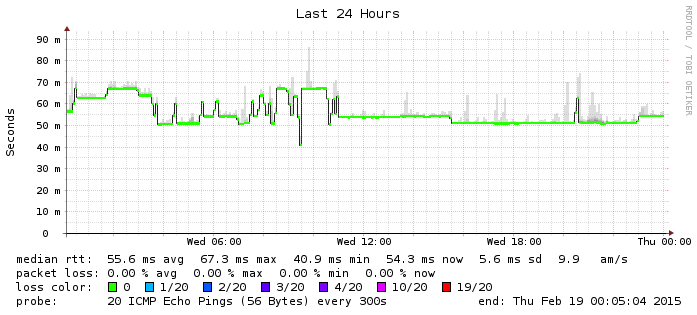 Last 24 Hours
RRDTOOL / TOBI OETIKER
Seconds
90 m
80 m
70 m
60 m
50 m
40 m
30 m
20 m
10 m
0
Wed 06:00 Wed 12:00 Wed 18:00 Thu 00:00
median rtt: 55.6 ms avg 67.3 ms max 40.9 ms min 54.3 ms now 5.6 ms sd 9.9 am/s
packet loss: 0.00 % avg 0.00 % max 0.00 % min 0.00 % now
loss color: 0 1/20 2/20 3/20 4/20 10/20 19/20
probe: 20 ICMP Echo Pings (56 Bytes) every 300s end: Thu Feb 19 00:05:04 2015